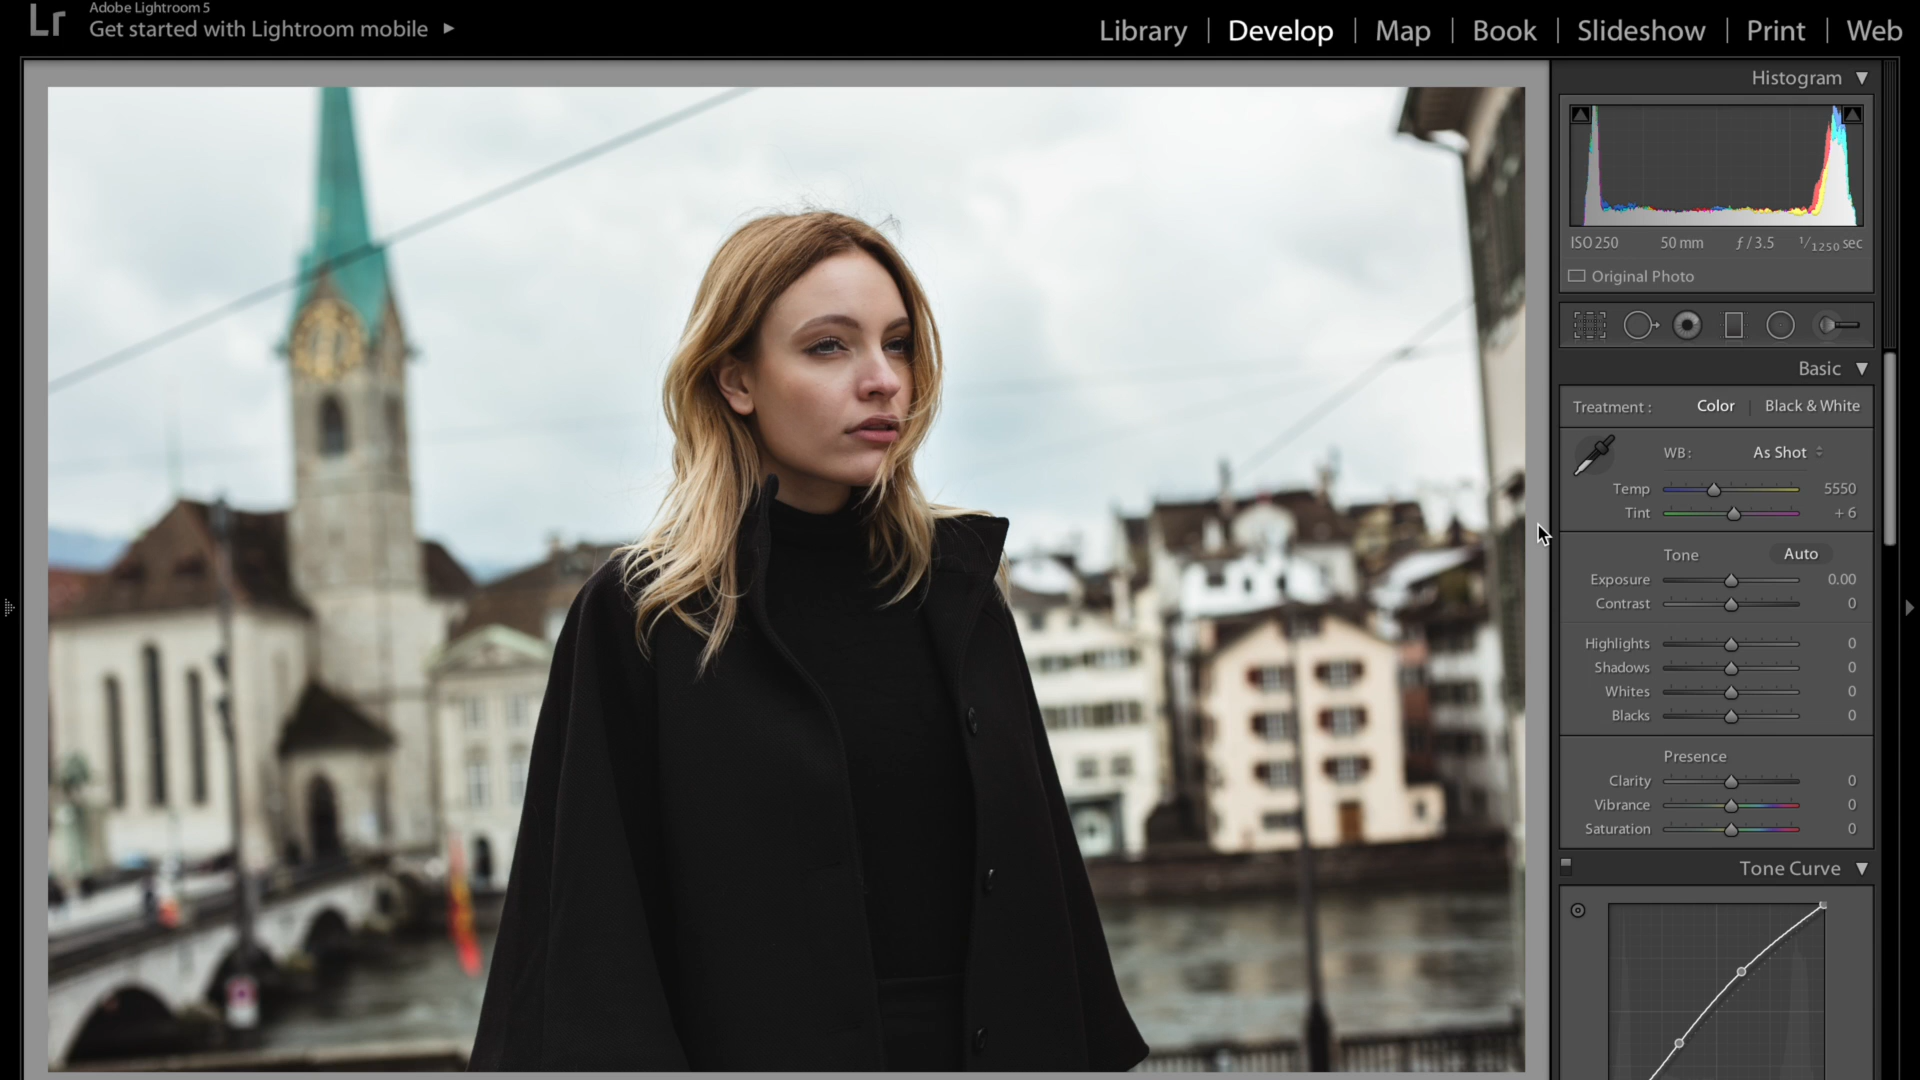 Lr
Adobe Lightroom 5
Get started with Lightroom mobile
Library | Develop | Map | Book | Slideshow | Print | Web
Histogram
ISO 250 50 mm ƒ / 3.5 1/1250 sec
Original Photo
Basic
Treatment : Color | Black & White
WB : As Shot
Temp 5550
Tint + 6
Tone Auto
Exposure 0.00
Contrast 0
Highlights 0
Shadows 0
Whites 0
Blacks 0
Presence
Clarity 0
Vibrance 0
Saturation 0
Tone Curve